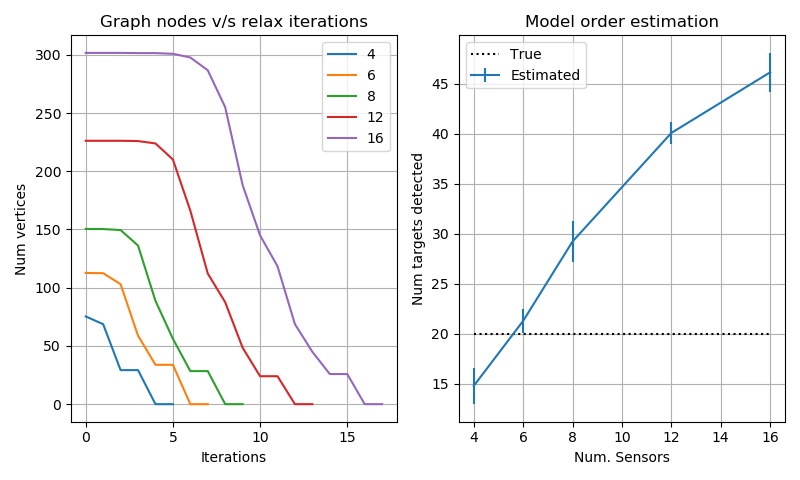 Graph nodes v/s relax iterations
300
250
200
150
100
50
0
Num vertices
4
6
8
12
16
0 5 10 15
Iterations
Model order estimation
True
Estimated
45
40
35
30
25
20
15
Num targets detected
4 6 8 10 12 14 16
Num. Sensors